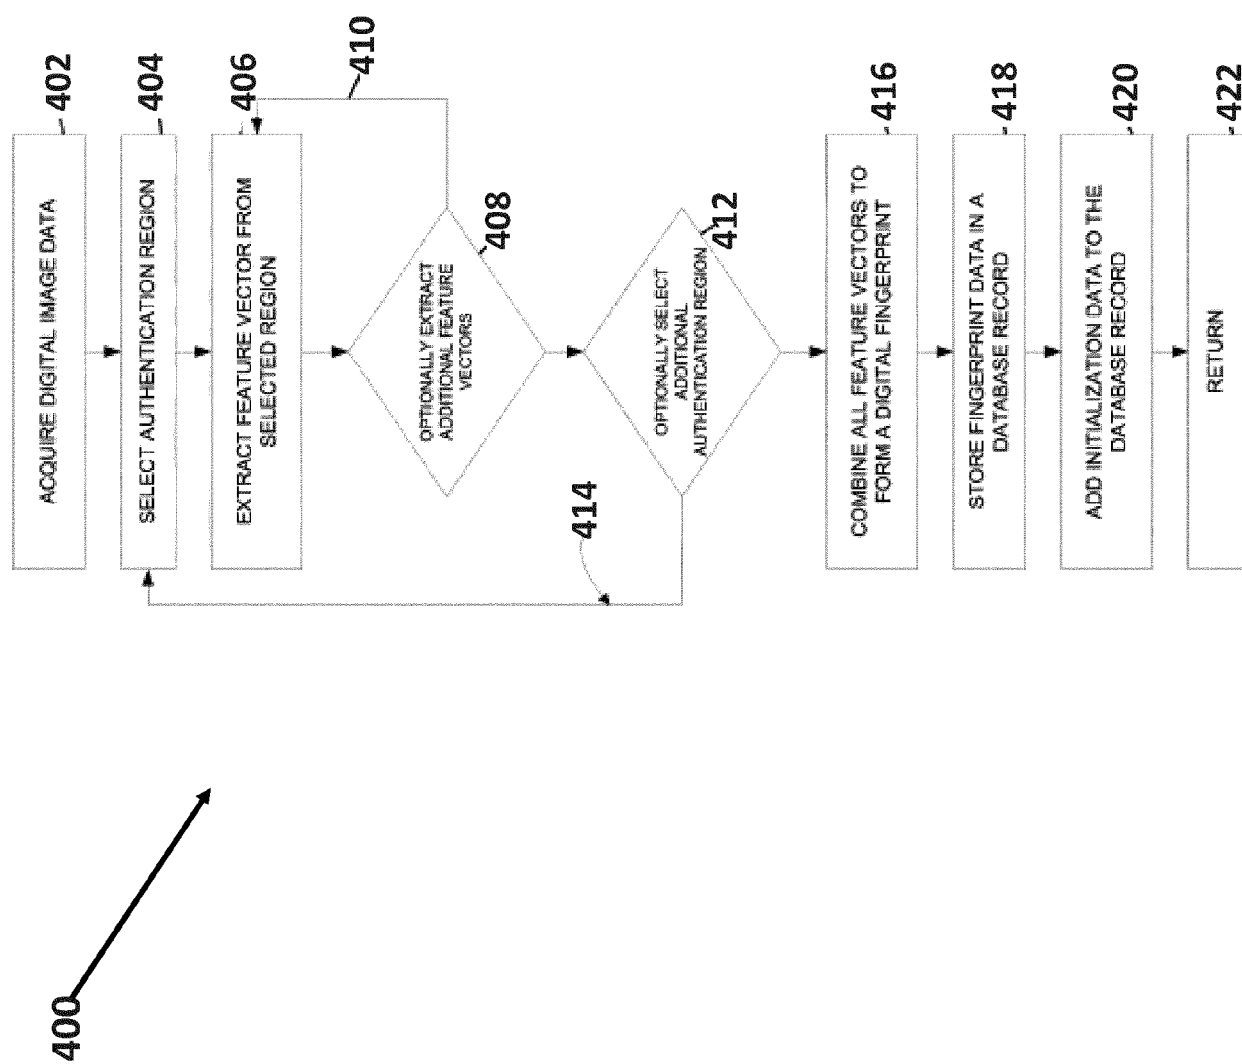 400
ACQUIRE DIGITAL IMAGE DATA
402
SELECT AUTHENTICATION REGION
404
EXTRACT FEATURE VECTOR FROM
SELECTED REGION
406
410
OPTIONALLY EXTRACT
ADDITIONAL FEATURE
VECTORS
408
414
OPTIONALLY SELECT
ADDITIONAL
AUTHENTICATION REGION
412
COMBINE ALL FEATURE VECTORS TO
FORM A DIGITAL FINGERPRINT
416
STORE FINGERPRINT DATA IN A
DATABASE RECORD
418
ADD INITIALIZATION DATA TO THE
DATABASE RECORD
420
RETURN
422